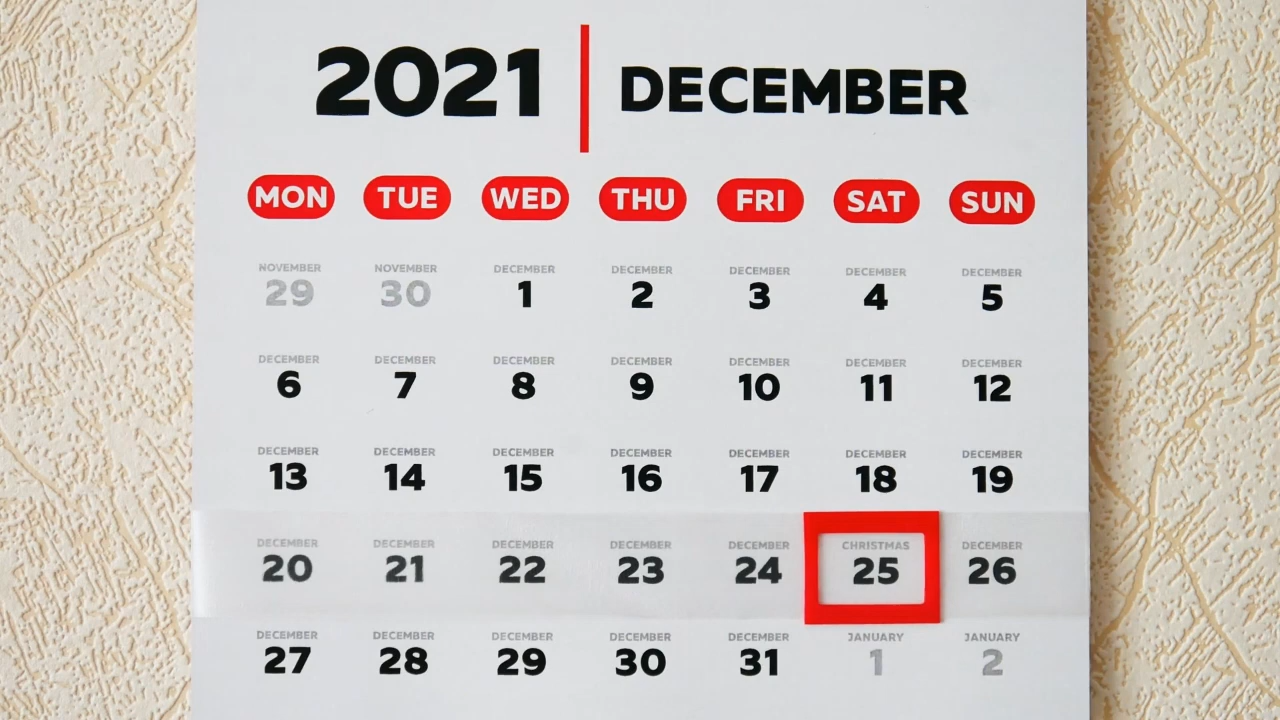 2021 DECEMBER
MON TUE WED THU FRI SAT SUN
NOVEMBER NOVEMBER DECEMBER DECEMBER DECEMBER DECEMBER DECEMBER
29 30 1 2 3 4 5
DECEMBER DECEMBER DECEMBER DECEMBER DECEMBER DECEMBER DECEMBER
6 7 8 9 10 11 12
DECEMBER DECEMBER DECEMBER DECEMBER DECEMBER DECEMBER DECEMBER
13 14 15 16 17 18 19
DECEMBER DECEMBER DECEMBER DECEMBER DECEMBER CHRISTMAS DECEMBER
20 21 22 23 24 25 26
DECEMBER DECEMBER DECEMBER DECEMBER DECEMBER JANUARY JANUARY
27 28 29 30 31 1 2